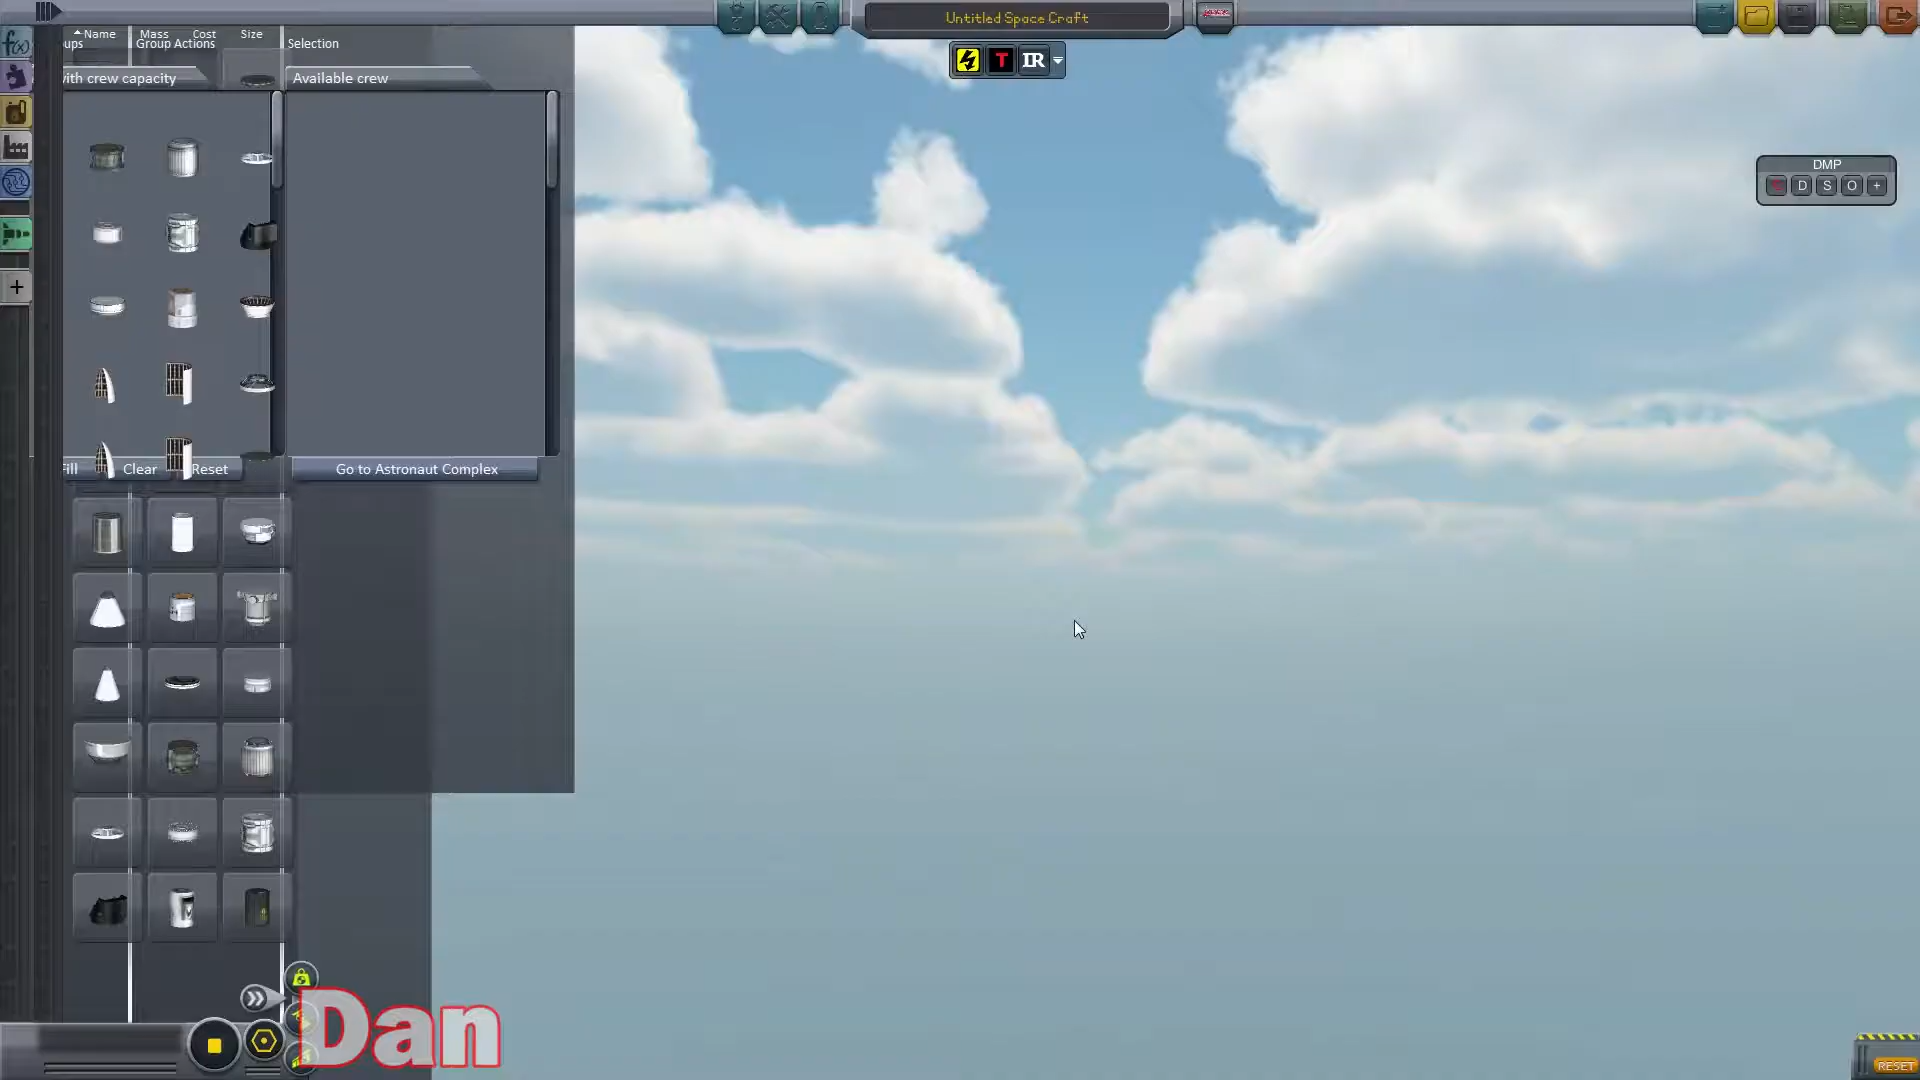 Untitled Space Craft
Name Mass Cost Size
ups Group Actions Selection
ith crew capacity Available crew
T IR
DMP
D S O +
Fill Clear Reset Go to Astronaut Complex
Dan
RESET